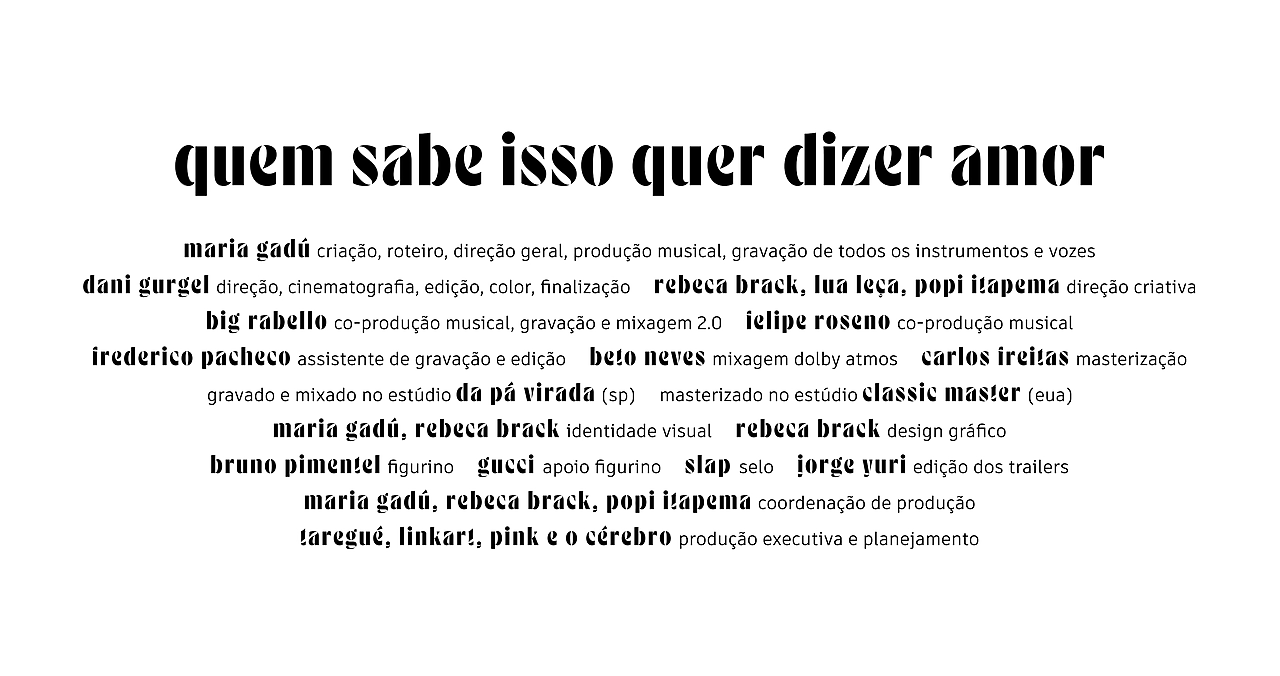 quem sabe isso quer dizer amor
maria gadú criação, roteiro, direção geral, produção musical, gravação de todos os instrumentos e vozes
dani gurgel direção, cinematografia, edição, color, finalização rebeca brack, lua leça, popi itapema direção criativa
big rabello co-produção musical, gravação e mixagem 2.0 felipe roseno co-produção musical
frederico pacheco assistente de gravação e edição beto neves mixagem dolby atmos carlos freitas masterização
gravado e mixado no estúdio da pá virada (sp) masterizado no estúdio classic master (eua)
maria gadú, rebeca brack identidade visual rebeca brack design gráfico
bruno pimentel figurino gucci apoio figurino slap selo jorge yuri edição dos trailers
maria gadú, rebeca brack, popi itapema coordenação de produção
taregué, linkart, pink e o cérebro produção executiva e planejamento